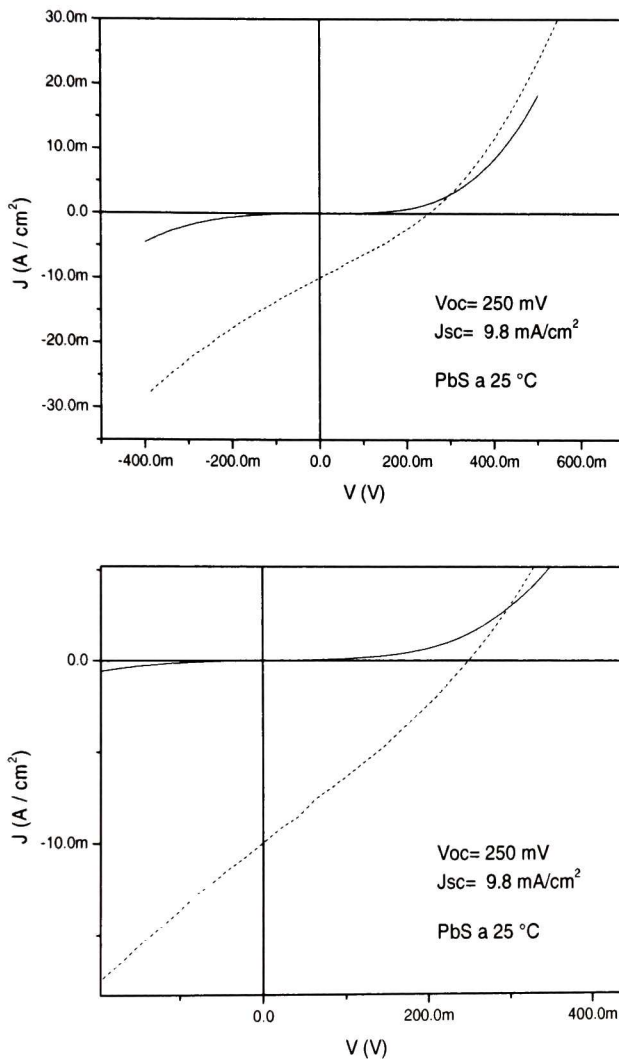 30.0m
20.0m
10.0m
0.0
-10.0m
-20.0m
-30.0m
J (A / cm²)
Voc= 250 mV
Jsc= 9.8 mA/cm²
PbS a 25 °C
-400.0m -200.0m 0.0 200.0m 400.0m 600.0m
V (V)
0.0
-10.0m
J (A / cm²)
Voc= 250 mV
Jsc= 9.8 mA/cm²
PbS a 25 °C
0.0 200.0m 400.0m
V (V)